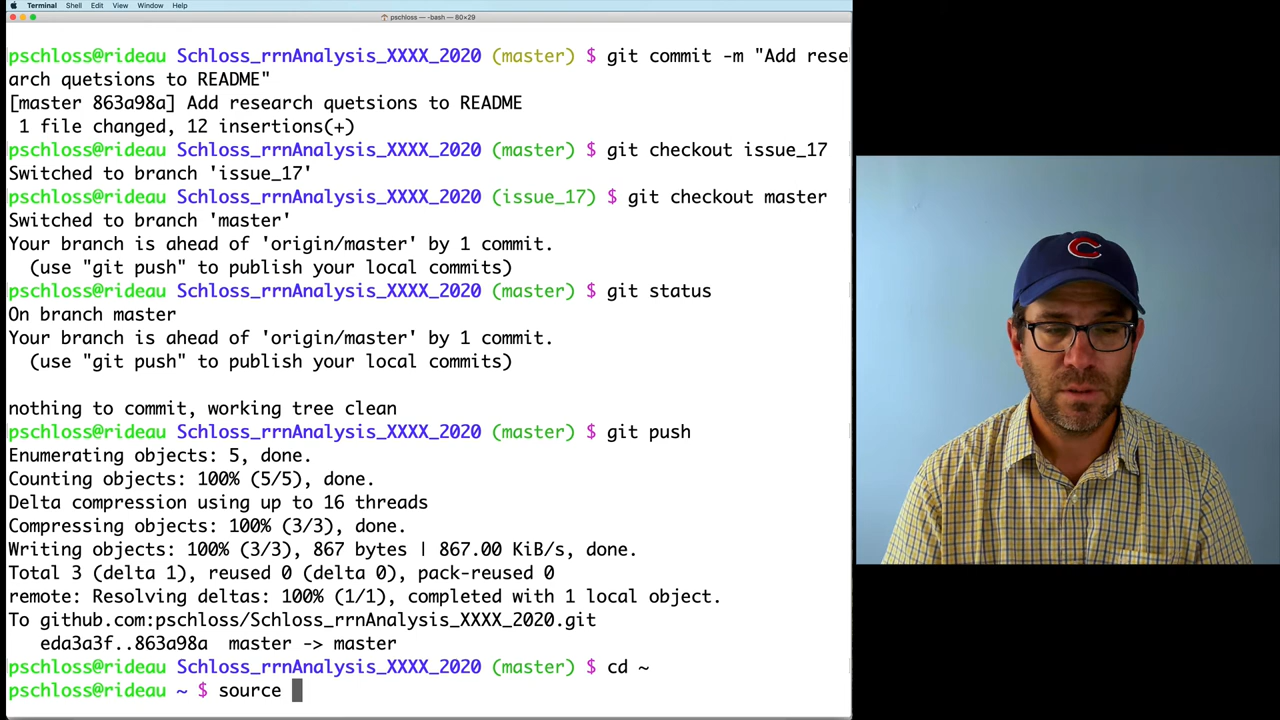 Terminal Shell Edit View Window Help
pschloss — -bash — 80×29
pschloss@rideau Schloss_rrnAnalysis_XXXX_2020 (master) $ git commit -m "Add rese
arch quetsions to README"
[master 863a98a] Add research quetsions to README
1 file changed, 12 insertions(+)
pschloss@rideau Schloss_rrnAnalysis_XXXX_2020 (master) $ git checkout issue_17
Switched to branch 'issue_17'
pschloss@rideau Schloss_rrnAnalysis_XXXX_2020 (issue_17) $ git checkout master
Switched to branch 'master'
Your branch is ahead of 'origin/master' by 1 commit.
(use "git push" to publish your local commits)
pschloss@rideau Schloss_rrnAnalysis_XXXX_2020 (master) $ git status
On branch master
Your branch is ahead of 'origin/master' by 1 commit.
(use "git push" to publish your local commits)
nothing to commit, working tree clean
pschloss@rideau Schloss_rrnAnalysis_XXXX_2020 (master) $ git push
Enumerating objects: 5, done.
Counting objects: 100% (5/5), done.
Delta compression using up to 16 threads
Compressing objects: 100% (3/3), done.
Writing objects: 100% (3/3), 867 bytes | 867.00 KiB/s, done.
Total 3 (delta 1), reused 0 (delta 0), pack-reused 0
remote: Resolving deltas: 100% (1/1), completed with 1 local object.
To github.com:pschloss/Schloss_rrnAnalysis_XXXX_2020.git
eda3a3f..863a98a master -> master
pschloss@rideau Schloss_rrnAnalysis_XXXX_2020 (master) $ cd ~
pschloss@rideau ~ $ source
C